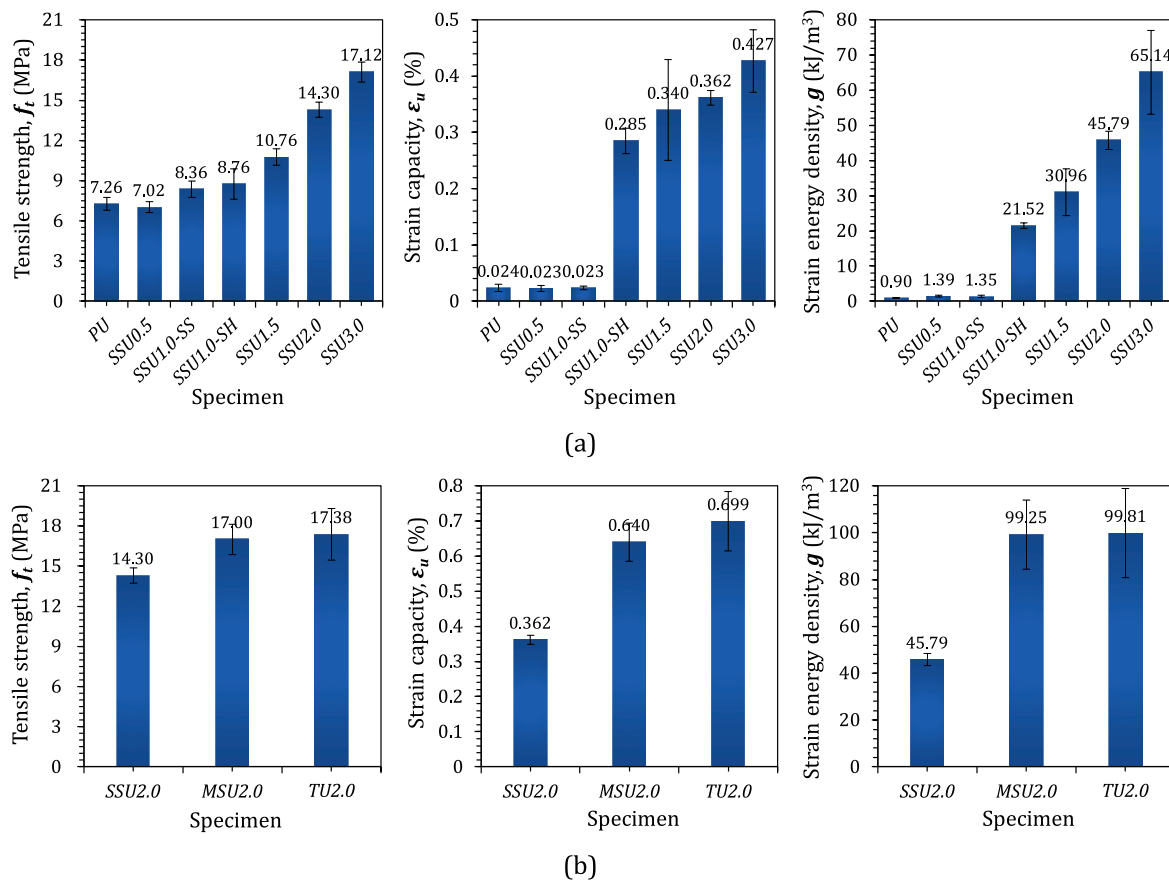 Tensile strength, f_t (MPa)
21
18
15
12
9
6
3
0
7.26
7.02
8.36
8.76
10.76
14.30
17.12
PU
SSU0.5
SSU1.0-SS
SSU1.0-SH
SSU1.5
SSU2.0
SSU3.0
Specimen
Strain capacity, ε_u (%)
0.5
0.4
0.3
0.2
0.1
0
0.024
0.023
0.023
0.285
0.340
0.362
0.427
PU
SSU0.5
SSU1.0-SS
SSU1.0-SH
SSU1.5
SSU2.0
SSU3.0
Specimen
Strain energy density, g (kJ/m³)
80
70
60
50
40
30
20
10
0
0.90
1.39
1.35
21.52
30.96
45.79
65.14
PU
SSU0.5
SSU1.0-SS
SSU1.0-SH
SSU1.5
SSU2.0
SSU3.0
Specimen
(a)
Tensile strength, f_t (MPa)
21
18
15
12
9
6
3
0
14.30
17.00
17.38
SSU2.0
MSU2.0
TU2.0
Specimen
Strain capacity, ε_u (%)
0.8
0.7
0.6
0.5
0.4
0.3
0.2
0.1
0
0.362
0.640
0.699
SSU2.0
MSU2.0
TU2.0
Specimen
Strain energy density, g (kJ/m³)
120
100
80
60
40
20
0
45.79
99.25
99.81
SSU2.0
MSU2.0
TU2.0
Specimen
(b)